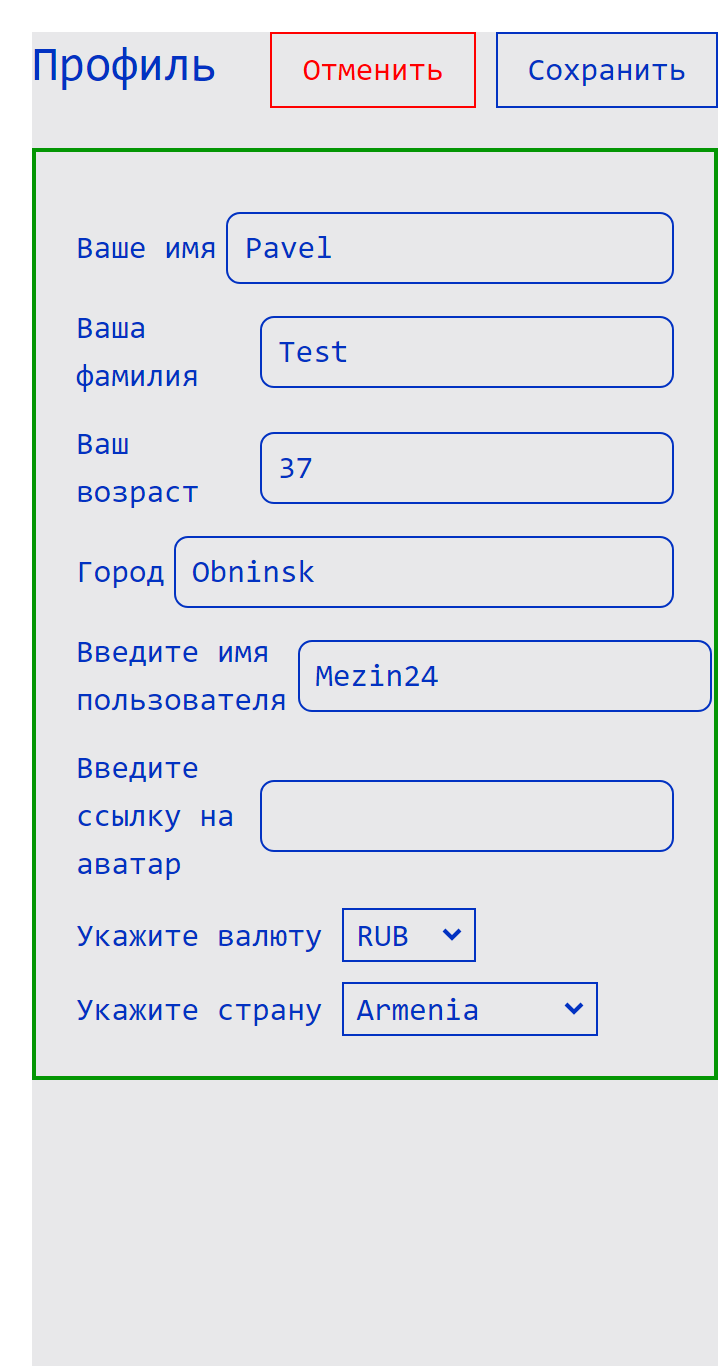 Профиль Отменить Сохранить
Ваше имя Pavel
Ваша
фамилия
Test
Ваш
возраст
37
Город Obninsk
Введите имя
пользователя
Mezin24
Введите
ссылку на
аватар
Укажите валюту RUB
Укажите страну Armenia